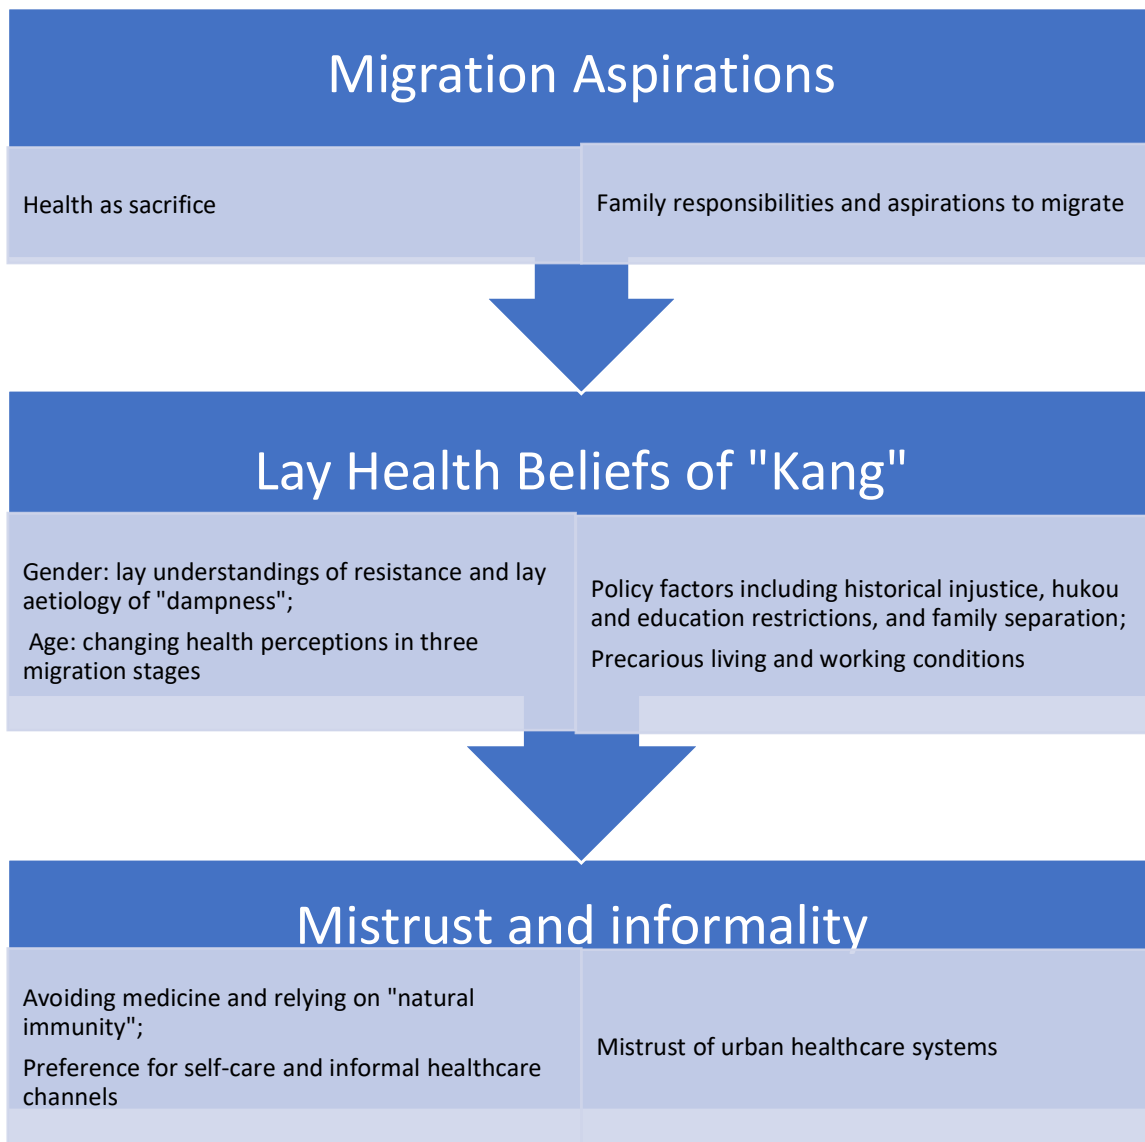 Migration Aspirations
Health as sacrifice
Family responsibilities and aspirations to migrate
Lay Health Beliefs of "Kang"
Gender: lay understandings of resistance and lay
aetiology of "dampness";
Age: changing health perceptions in three
migration stages
Policy factors including historical injustice, hukou
and education restrictions, and family separation;
Precarious living and working conditions
Mistrust and informality
Avoiding medicine and relying on "natural
immunity";
Preference for self-care and informal healthcare
channels
Mistrust of urban healthcare systems